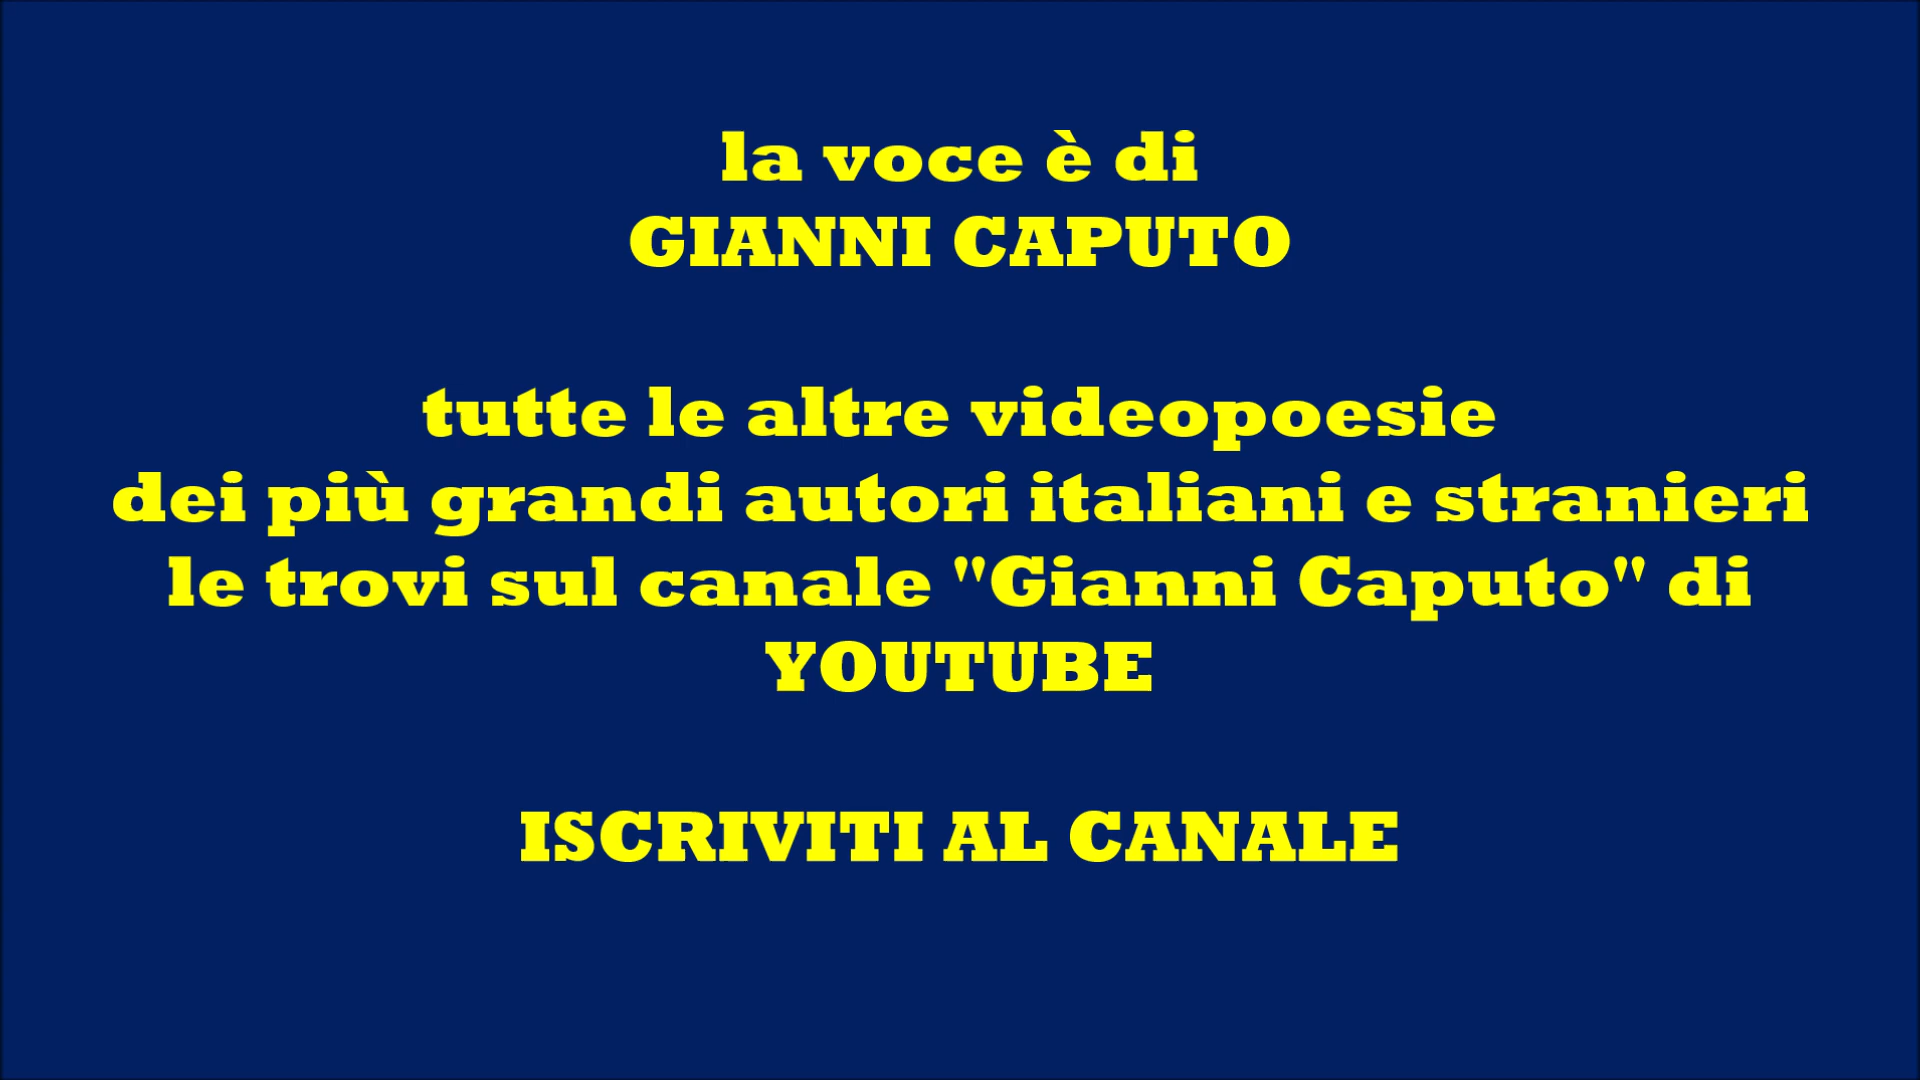 la voce è di
GIANNI CAPUTO
tutte le altre videopoesie
dei più grandi autori italiani e stranieri
le trovi sul canale "Gianni Caputo" di
YOUTUBE
ISCRIVITI AL CANALE